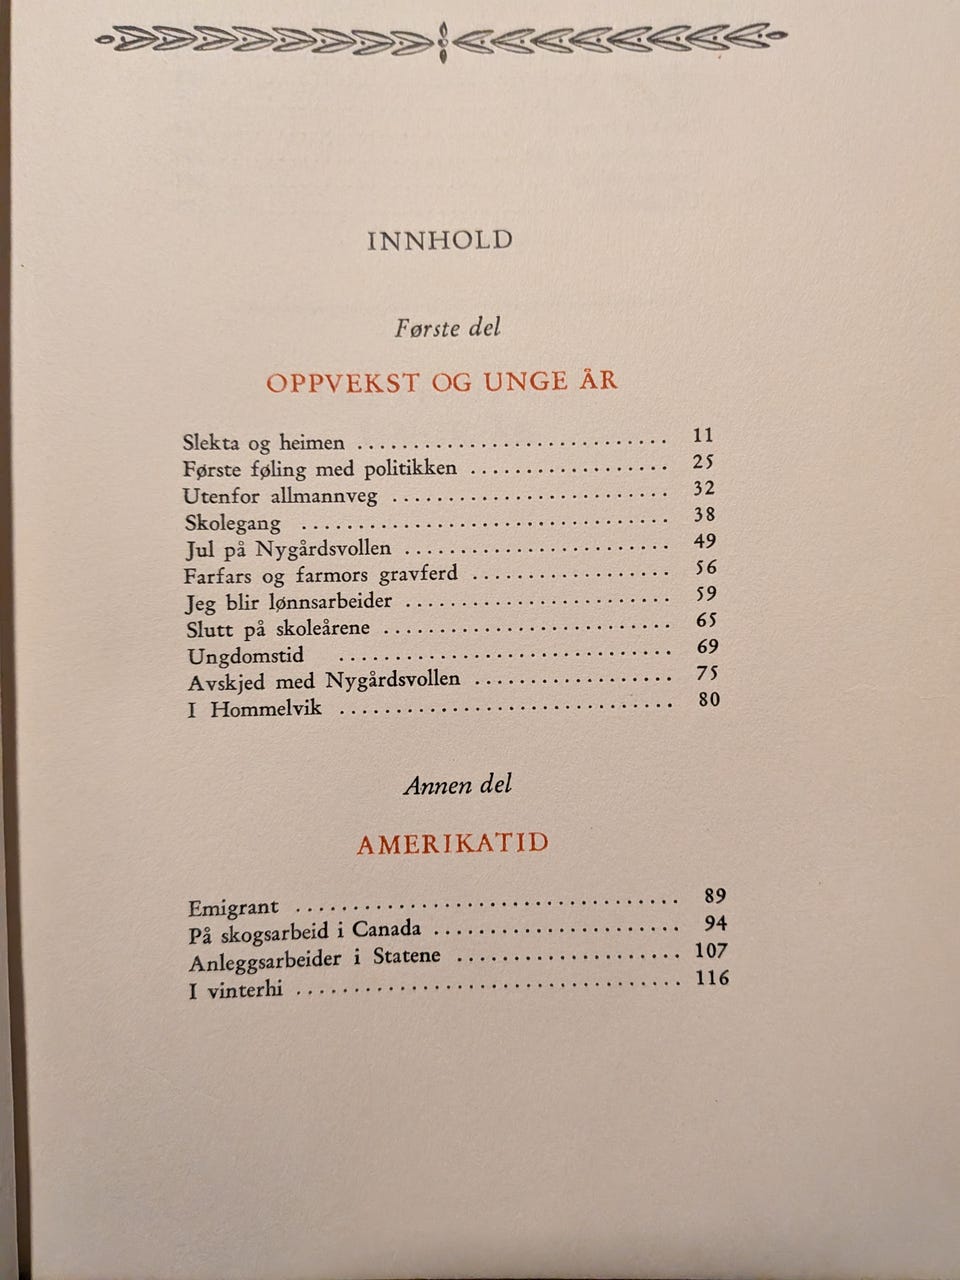 INNHOLD
Første del
OPPVEKST OG UNGE ÅR
Slekta og heimen ............................ 11
Første føling med politikken .................. 25
Utenfor allmannveg ......................... 32
Skolegang ................................. 38
Jul på Nygårdsvollen ........................ 49
Farfars og farmors gravferd .................. 56
Jeg blir lønnsarbeider ........................ 59
Slutt på skoleårene .......................... 65
Ungdomstid .............................. 69
Avskjed med Nygårdsvollen .................. 75
I Hommelvik .............................. 80
Annen del
AMERIKATID
Emigrant .................................. 89
På skogsarbeid i Canada ...................... 94
Anleggsarbeider i Statene .................... 107
I vinterhi .................................. 116